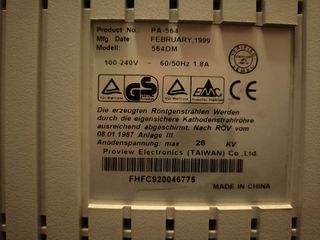 Product No: PA-564
Mfg. Date: FEBRUARY,1999
Modell: 564DM
100-240V ~ 60/50Hz 1.8A
Die erzeugten Röntgenstrahlen Werden
durch die eigensichere Kathodenstrahlröhre
ausreichend abgeschirmt. Nach RÖV vom
08.01.1987 Anlage III.
Anodenspannung: max 26 KV
Proview Electronics (TAIWAN) Co.,Ltd.
FHFC920046775
MADE IN CHINA